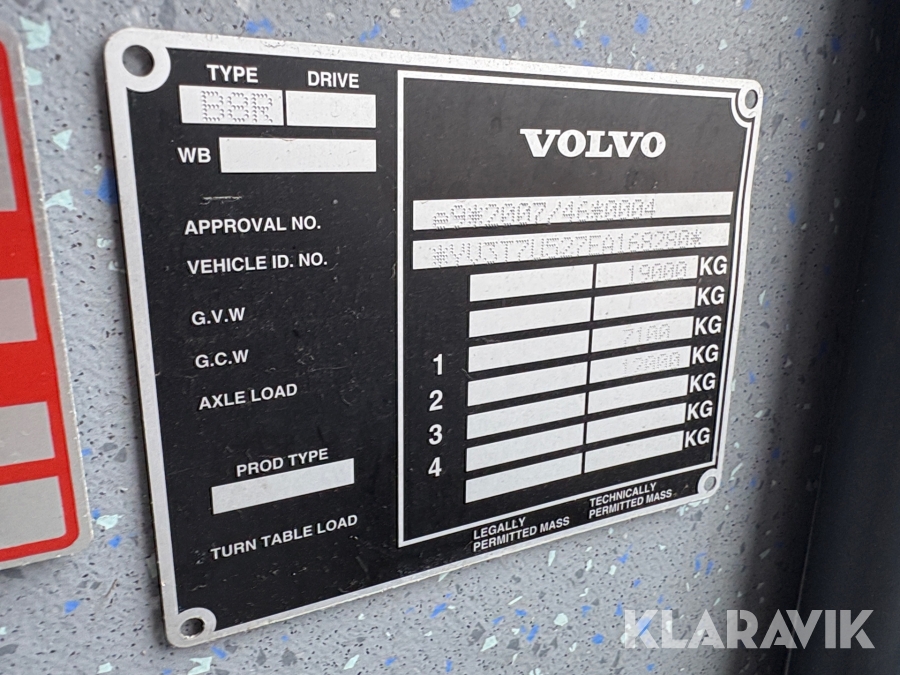 TYPE DRIVE
B8R
WB
VOLVO
APPROVAL NO. e9*2007/46*0004
VEHICLE ID. NO. *YV3T7U527FA168280*
G.V.W 19000 KG
G.C.W KG
AXLE LOAD 1 7100 KG
2 12000 KG
3 KG
4 KG
KG
PROD TYPE
TURN TABLE LOAD
LEGALLY PERMITTED MASS
TECHNICALLY PERMITTED MASS
KLARAVIK